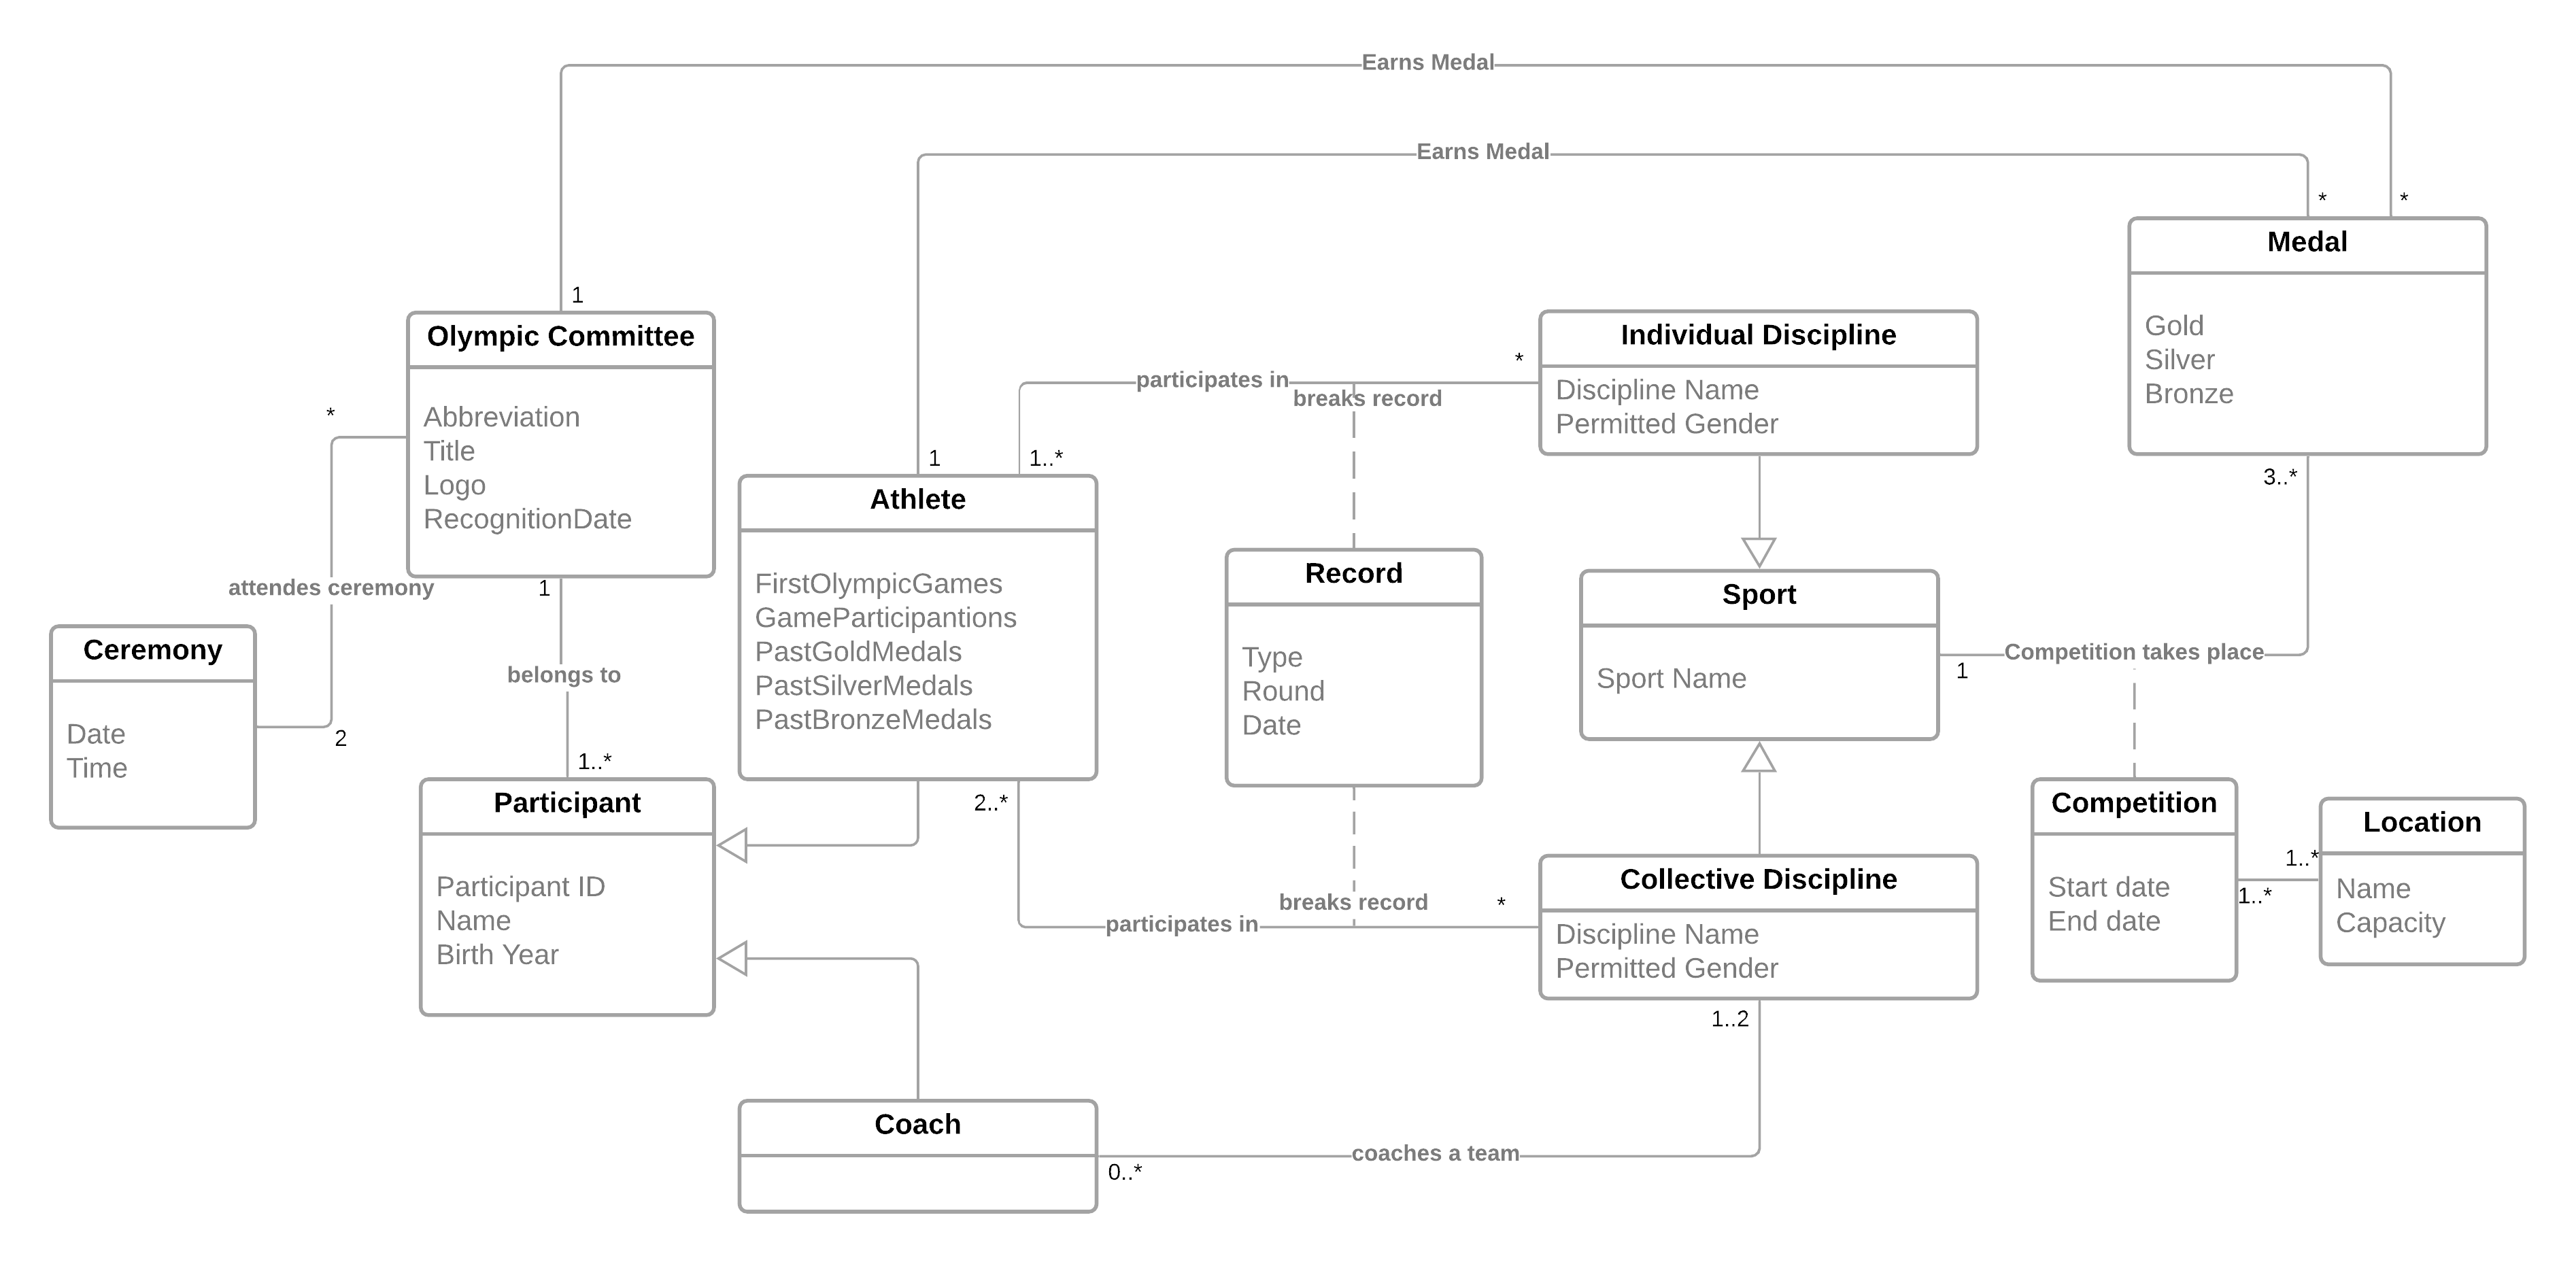 Earns Medal
Earns Medal
*
*
Medal
Gold
Silver
Bronze
3..*
1
Olympic Committee
Abbreviation
Title
Logo
RecognitionDate
*
attendes ceremony
2
Ceremony
Date
Time
1
belongs to
1..*
Participant
Participant ID
Name
Birth Year
1
1..*
Athlete
FirstOlympicGames
GameParticipantions
PastGoldMedals
PastSilverMedals
PastBronzeMedals
2..*
participates in
breaks record
*
Individual Discipline
Discipline Name
Permitted Gender
Record
Type
Round
Date
Sport
Sport Name
1
Competition takes place
breaks record
participates in
*
Collective Discipline
Discipline Name
Permitted Gender
1..2
Competition
Start date
End date
1..*
1..*
Location
Name
Capacity
Coach
0..*
coaches a team